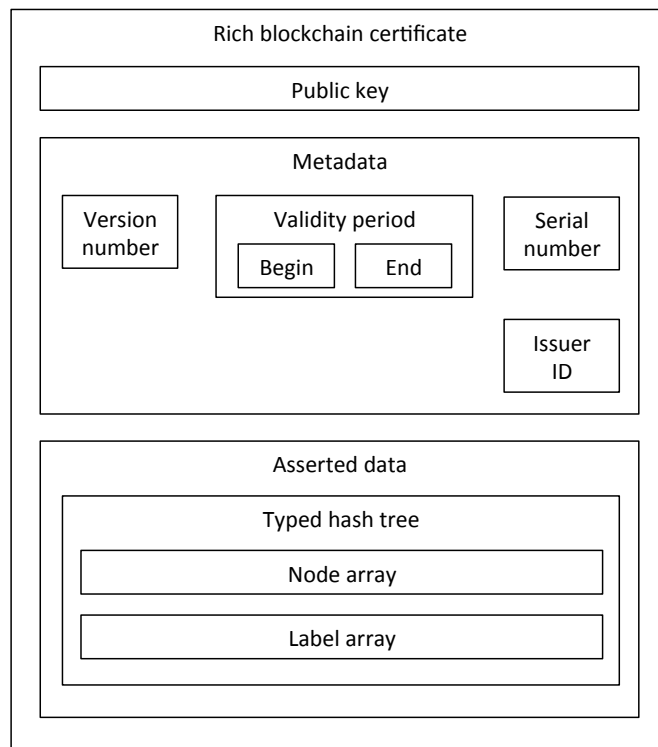 Rich blockchain certificate
Public key
Metadata
Version
number
Validity period
Begin
End
Serial
number
Issuer
ID
Asserted data
Typed hash tree
Node array
Label array